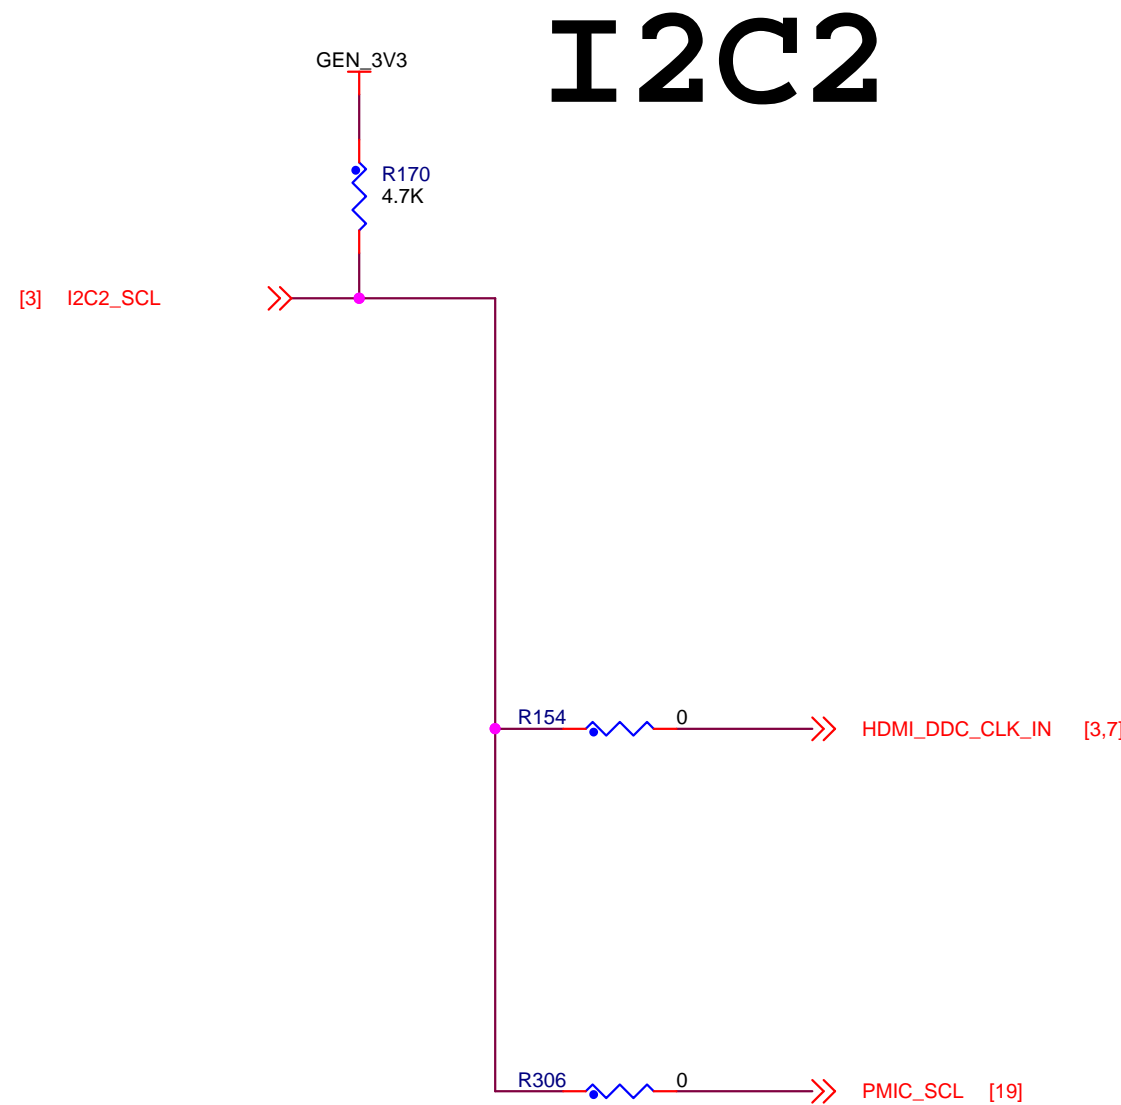 I2C2
GEN_3V3
R170
4.7K
[3] I2C2_SCL
R154 0 HDMI_DDC_CLK_IN [3,7]
R306 0 PMIC_SCL [19]